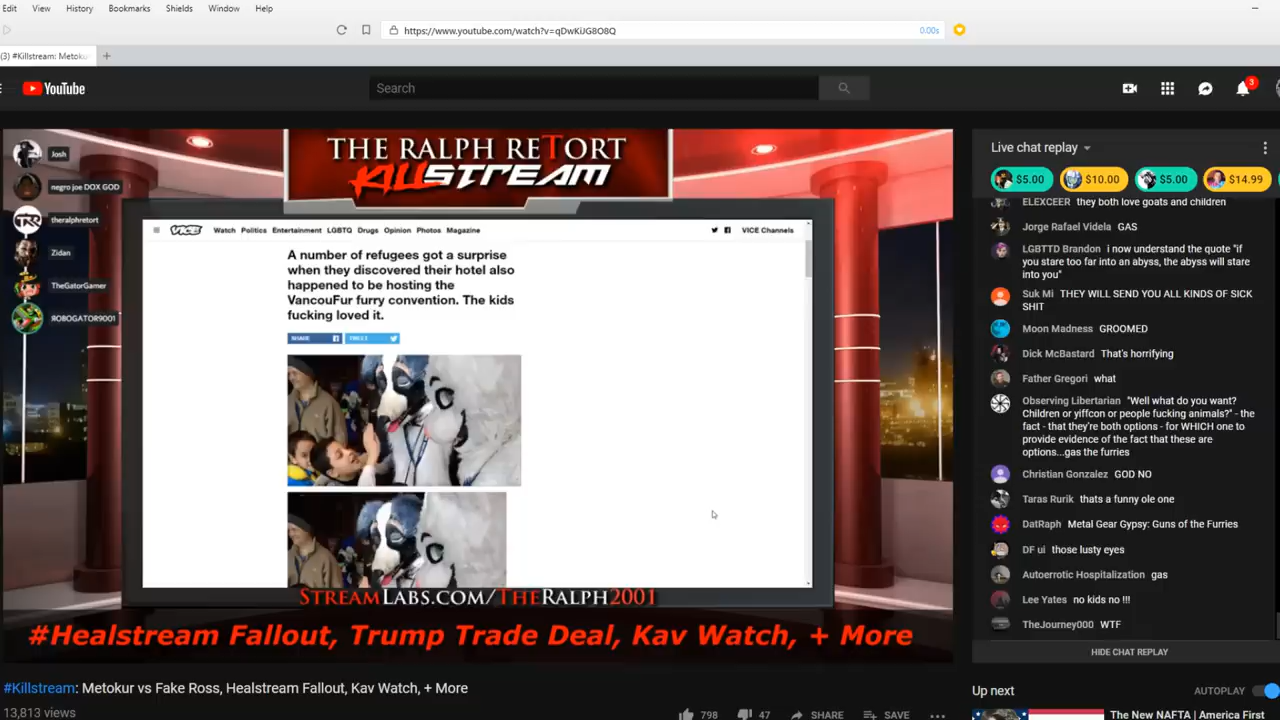 Edit View History Bookmarks Shields Window Help
https://www.youtube.com/watch?v=qDwKiJG8O8Q 0.00s
(3) #Killstream: Metoku
YouTube
Search
3
THE RALPH RETORT
KILLSTREAM
Josh
negro joe DOX GOD
TRR
theralphretort
Zidan
TheGatorGamer
ЯOBOGATOR9001
VICE Watch Politics Entertainment LGBTQ Drugs Opinion Photos Magazine VICE Channels
A number of refugees got a surprise
when they discovered their hotel also
happened to be hosting the
VancouFur furry convention. The kids
fucking loved it.
SHARE TWEET
STREAMLABS.COM/THERALPH2001
#Healstream Fallout, Trump Trade Deal, Kav Watch, + More
#Killstream: Metokur vs Fake Ross, Healstream Fallout, Kav Watch, + More
13,813 views
798 47 SHARE SAVE
Live chat replay
$5.00 $10.00 $5.00 $14.99
ELEXCEER they both love goats and children
Jorge Rafael Videla GAS
LGBTTD Brandon i now understand the quote "if
you stare too far into an abyss, the abyss will stare
into you"
Suk Mi THEY WILL SEND YOU ALL KINDS OF SICK
SHIT
Moon Madness GROOMED
Dick McBastard That's horrifying
Father Gregori what
Observing Libertarian "Well what do you want?
Children or yiffcon or people fucking animals?" - the
fact - that they're both options - for WHICH one to
provide evidence of the fact that these are
options...gas the furries
Christian Gonzalez GOD NO
Taras Rurik thats a funny ole one
DatRaph Metal Gear Gypsy: Guns of the Furries
DF ui those lusty eyes
Autoerrotic Hospitalization gas
Lee Yates no kids no !!!
TheJourney000 WTF
HIDE CHAT REPLAY
Up next AUTOPLAY
The New NAFTA | America First